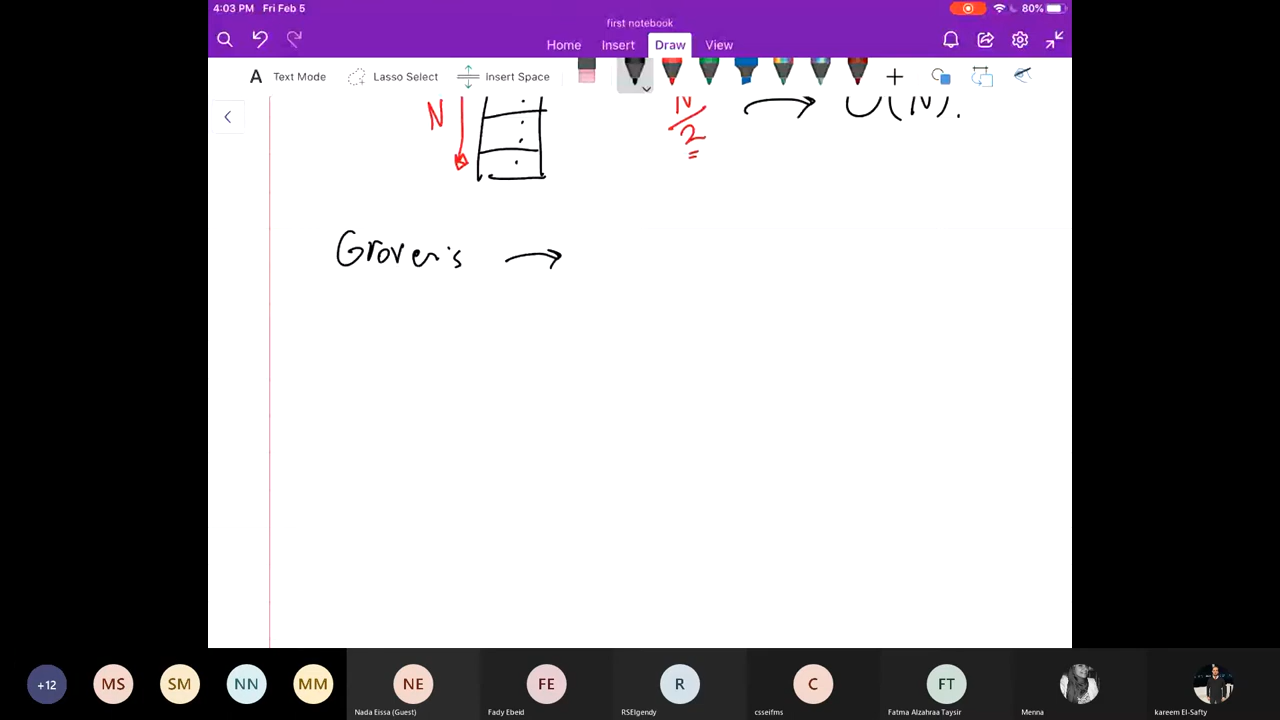 4:03 PM Fri Feb 5
80%
first notebook
Home Insert Draw View
A Text Mode Lasso Select Insert Space
N
N/2 → O(N).
Grover's →
+12 MS SM NN MM NE FE R C FT
Nada Eissa (Guest) Fady Ebeid RSElgendy csseifms Fatma Alzahraa Taysir Menna kareem El-Safty